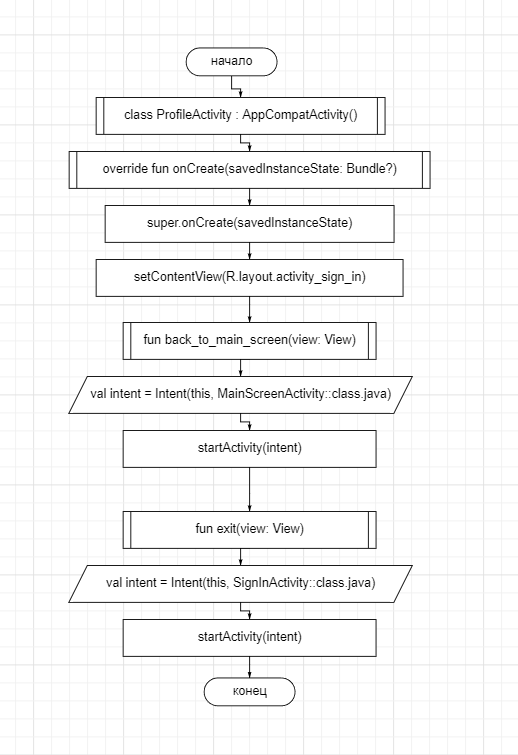 начало
class ProfileActivity : AppCompatActivity()
override fun onCreate(savedInstanceState: Bundle?)
super.onCreate(savedInstanceState)
setContentView(R.layout.activity_sign_in)
fun back_to_main_screen(view: View)
val intent = Intent(this, MainScreenActivity::class.java)
startActivity(intent)
fun exit(view: View)
val intent = Intent(this, SignInActivity::class.java)
startActivity(intent)
конец